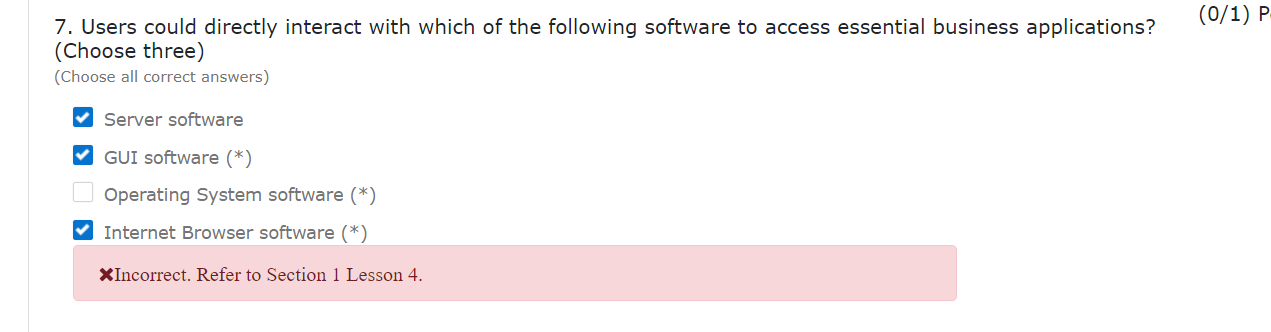 (0/1) P
7. Users could directly interact with which of the following software to access essential business applications?
(Choose three)
(Choose all correct answers)
Server software
GUI software (*)
Operating System software (*)
Internet Browser software (*)
✖Incorrect. Refer to Section 1 Lesson 4.